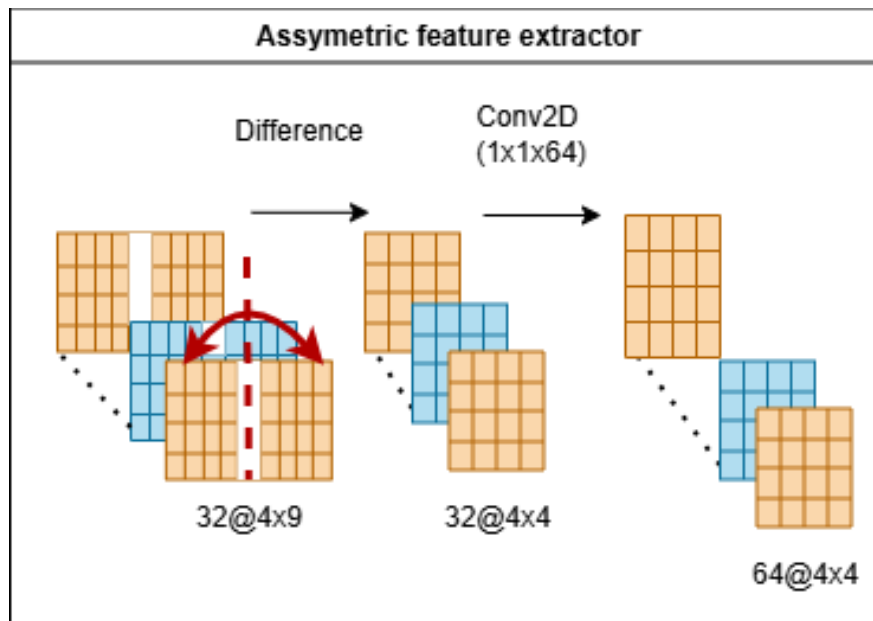 Assymetric feature extractor
Difference
Conv2D
(1x1x64)
32@4x9
32@4x4
64@4x4